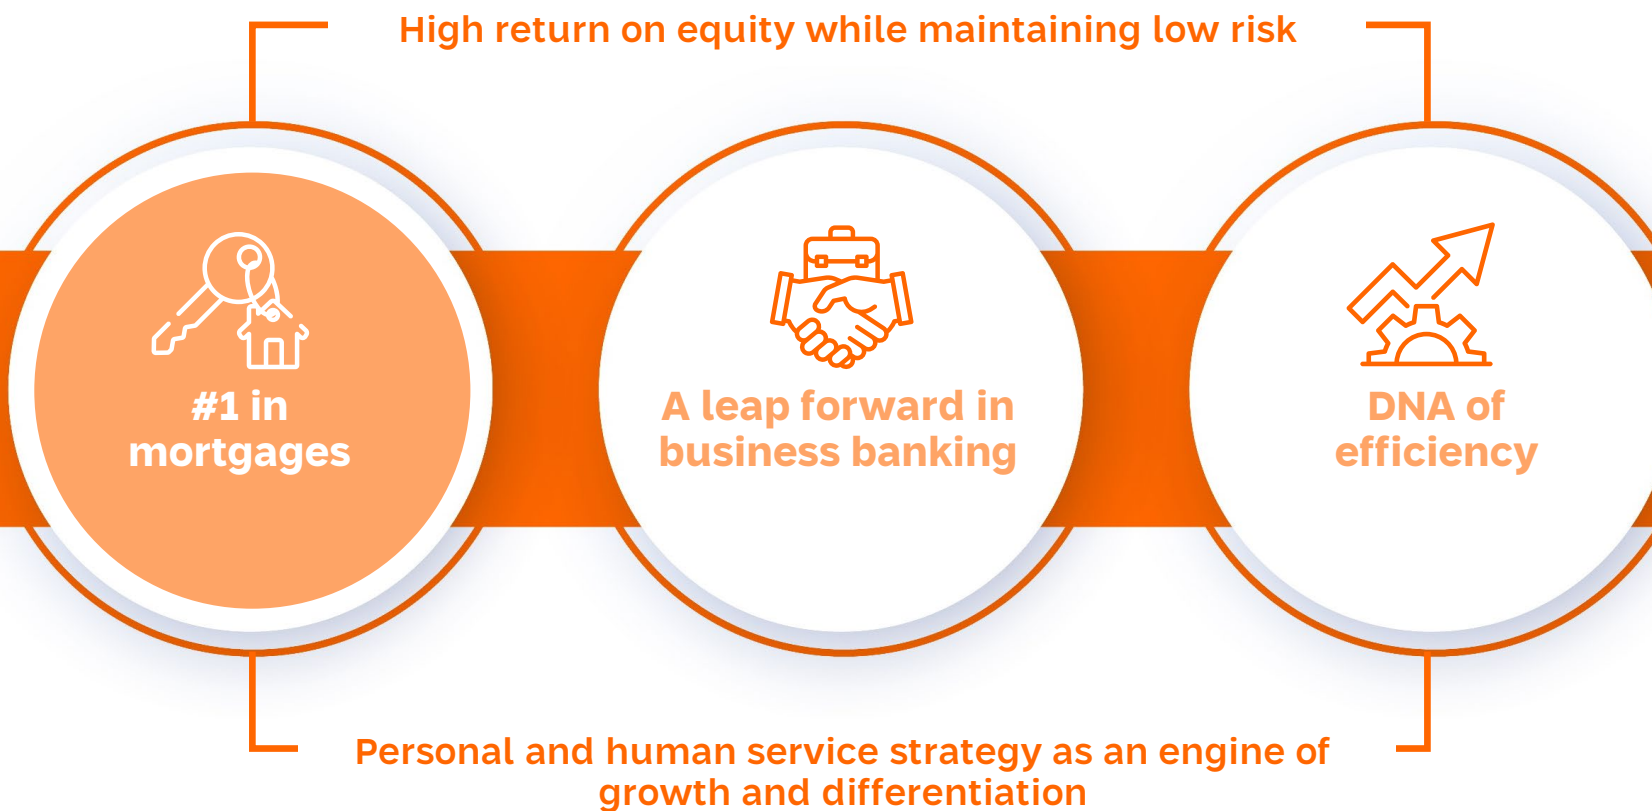 High return on equity while maintaining low risk
#1 in
mortgages
A leap forward in
business banking
DNA of
efficiency
Personal and human service strategy as an engine of
growth and differentiation